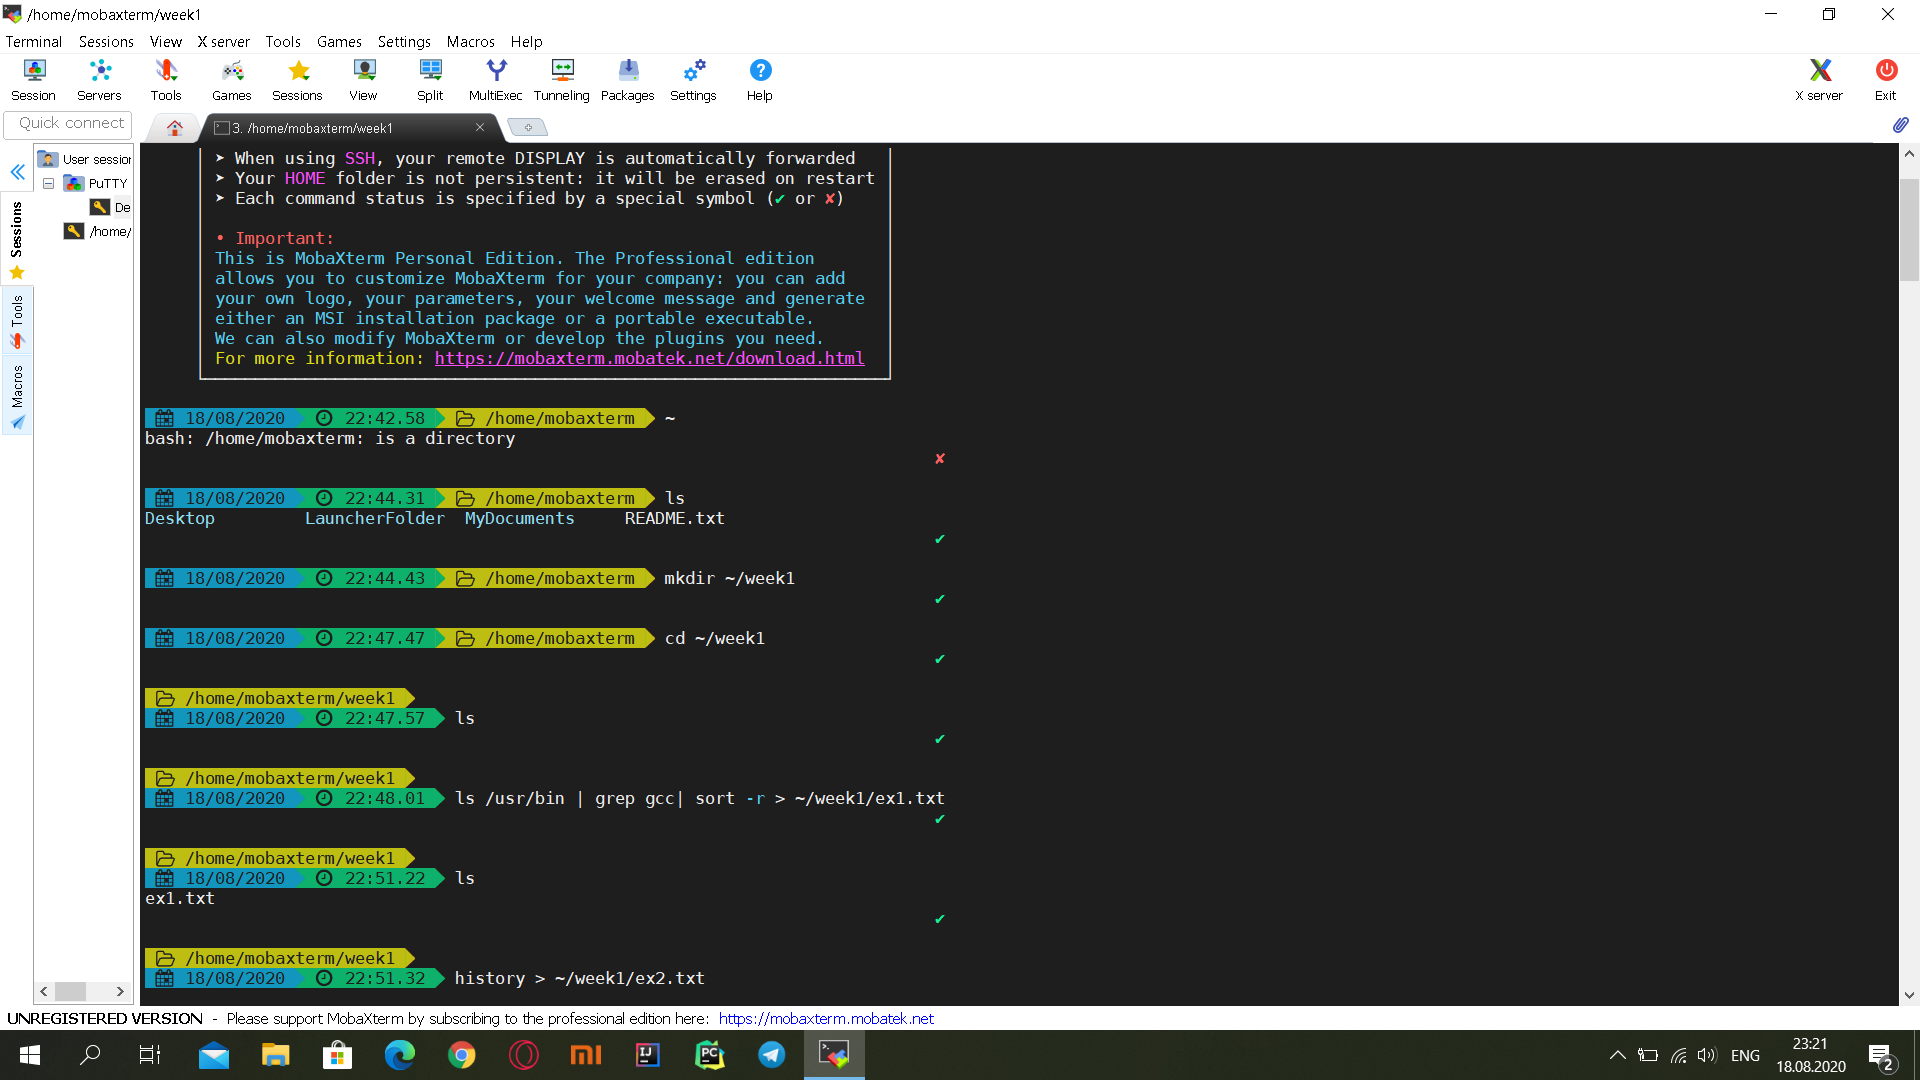 /home/mobaxterm/week1
Terminal Sessions View X server Tools Games Settings Macros Help
Session Servers Tools Games Sessions View Split MultiExec Tunneling Packages Settings Help X server Exit
Quick connect
3. /home/mobaxterm/week1
User session
PuTTY
De
/home/
Sessions
Tools
Macros
➤ When using SSH, your remote DISPLAY is automatically forwarded
➤ Your HOME folder is not persistent: it will be erased on restart
➤ Each command status is specified by a special symbol (✔ or ✘)
• Important:
This is MobaXterm Personal Edition. The Professional edition
allows you to customize MobaXterm for your company: you can add
your own logo, your parameters, your welcome message and generate
either an MSI installation package or a portable executable.
We can also modify MobaXterm or develop the plugins you need.
For more information: https://mobaxterm.mobatek.net/download.html
18/08/2020 22:42.58 /home/mobaxterm ~
bash: /home/mobaxterm: is a directory
✘
18/08/2020 22:44.31 /home/mobaxterm ls
Desktop LauncherFolder MyDocuments README.txt
✔
18/08/2020 22:44.43 /home/mobaxterm mkdir ~/week1
✔
18/08/2020 22:47.47 /home/mobaxterm cd ~/week1
✔
/home/mobaxterm/week1
18/08/2020 22:47.57 ls
✔
/home/mobaxterm/week1
18/08/2020 22:48.01 ls /usr/bin | grep gcc| sort -r > ~/week1/ex1.txt
✔
/home/mobaxterm/week1
18/08/2020 22:51.22 ls
ex1.txt
✔
/home/mobaxterm/week1
18/08/2020 22:51.32 history > ~/week1/ex2.txt
UNREGISTERED VERSION - Please support MobaXterm by subscribing to the professional edition here: https://mobaxterm.mobatek.net
ENG
23:21
18.08.2020
2